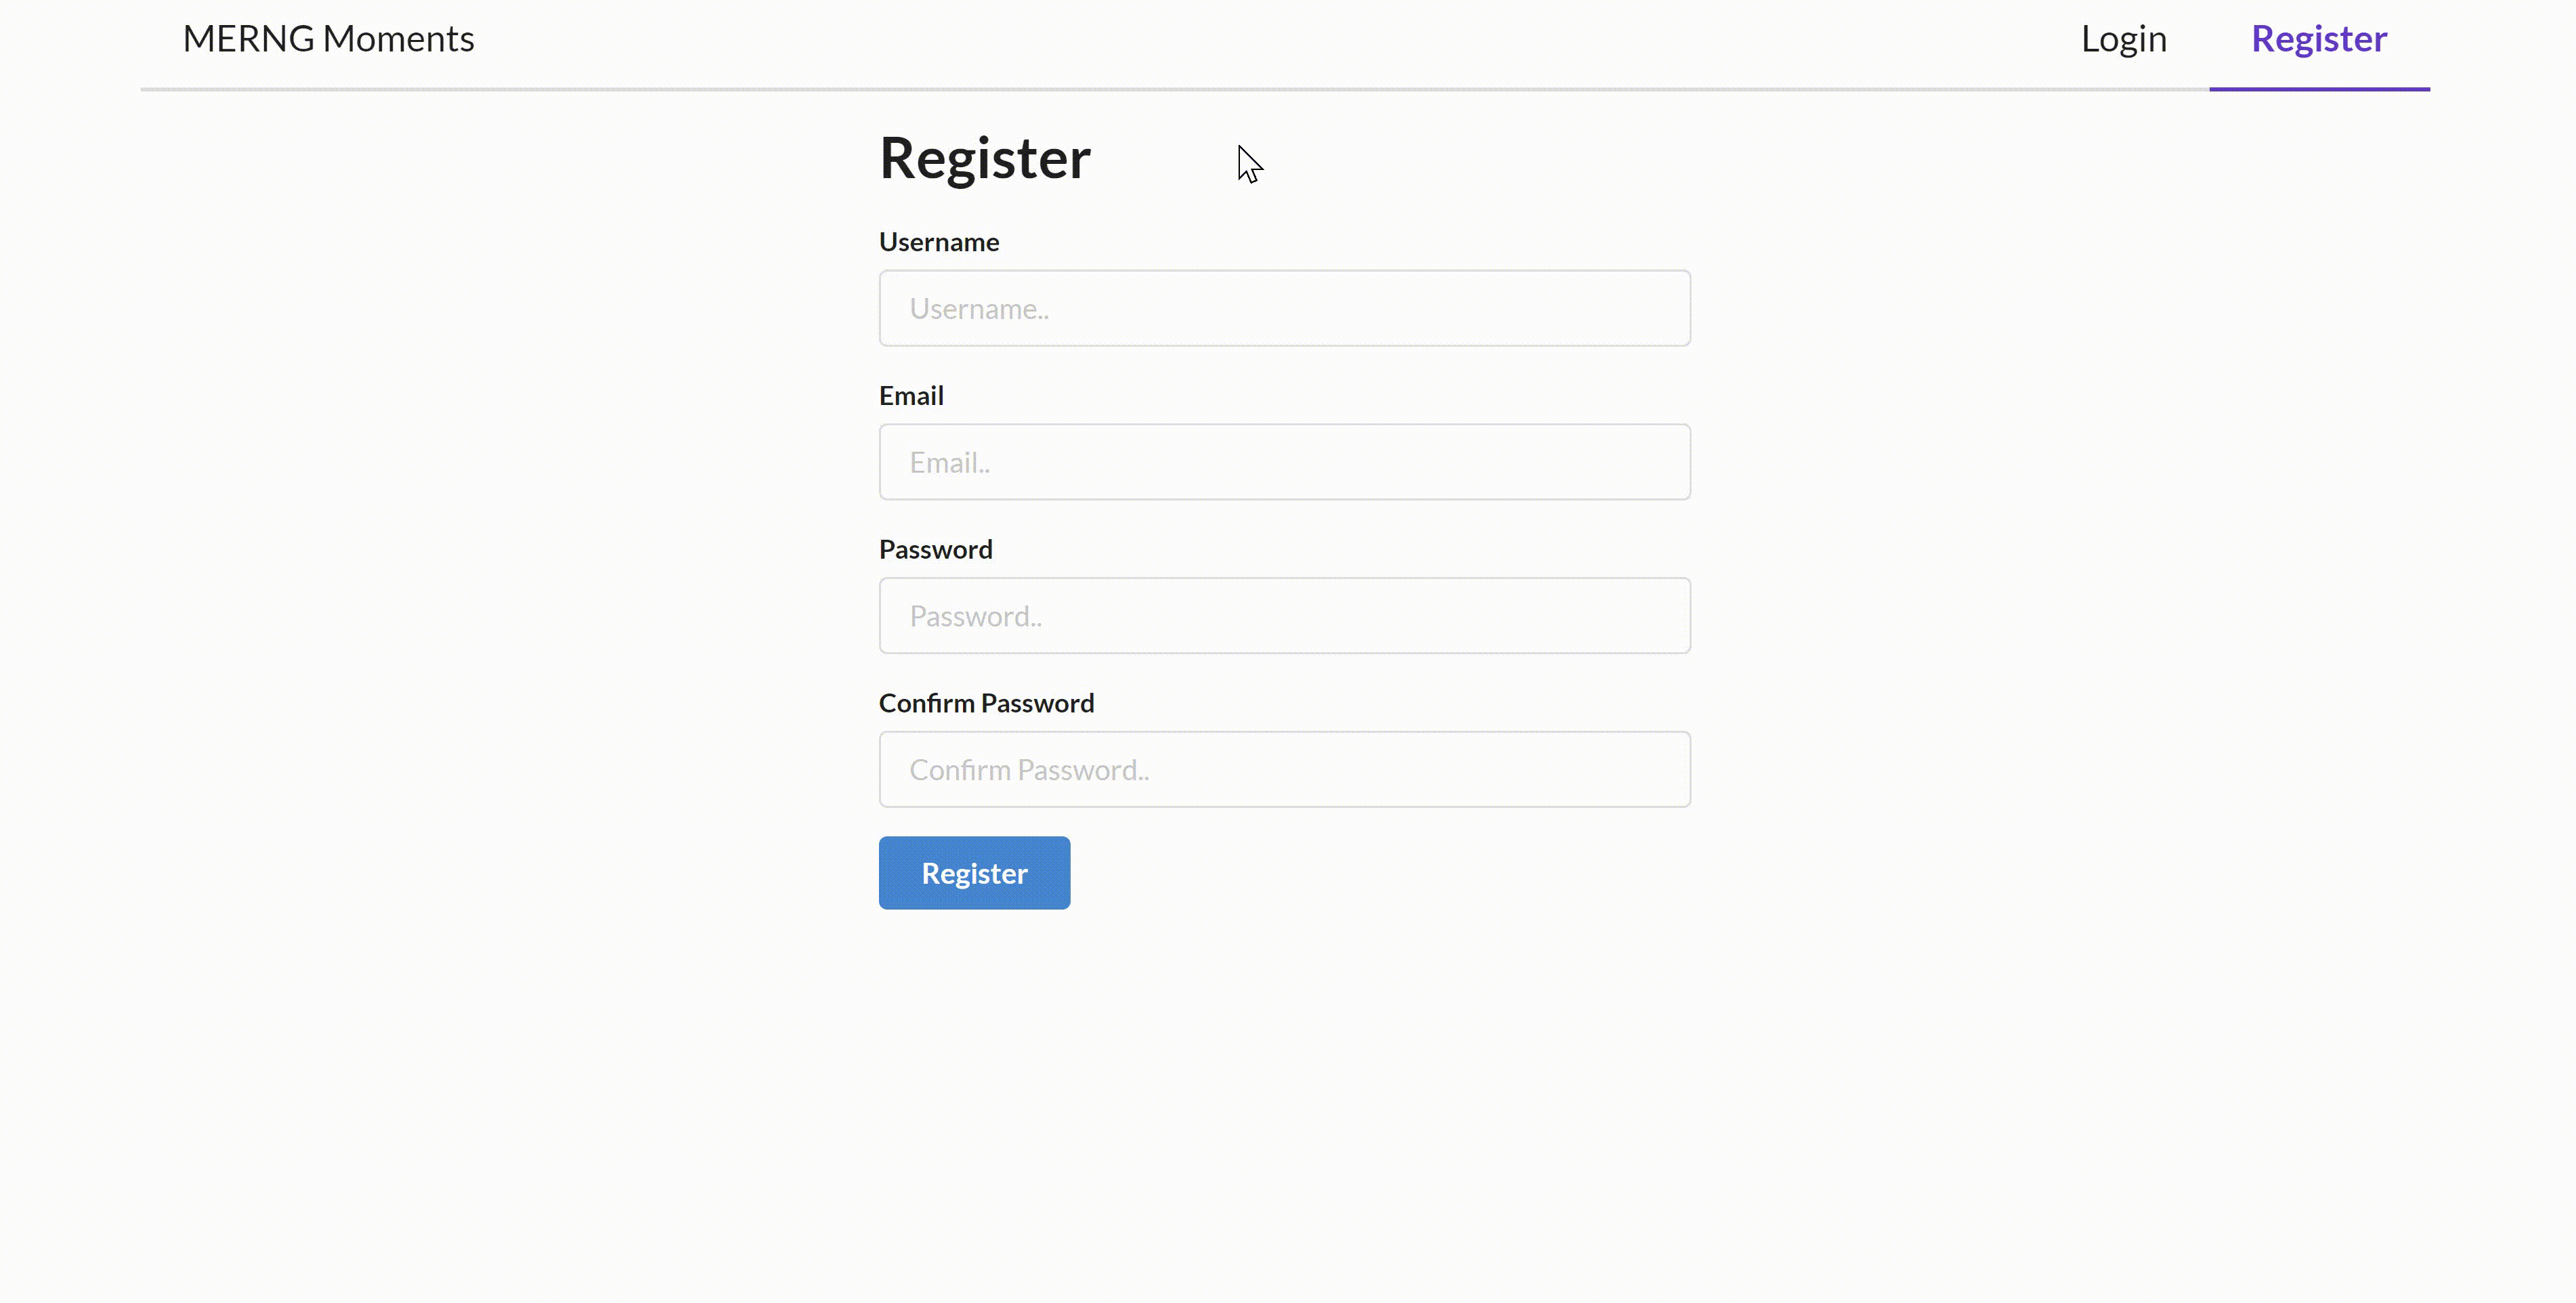 MERNG Moments Login Register
Register
Username
Username..
Email
Email..
Password
Password..
Confirm Password
Confirm Password..
Register